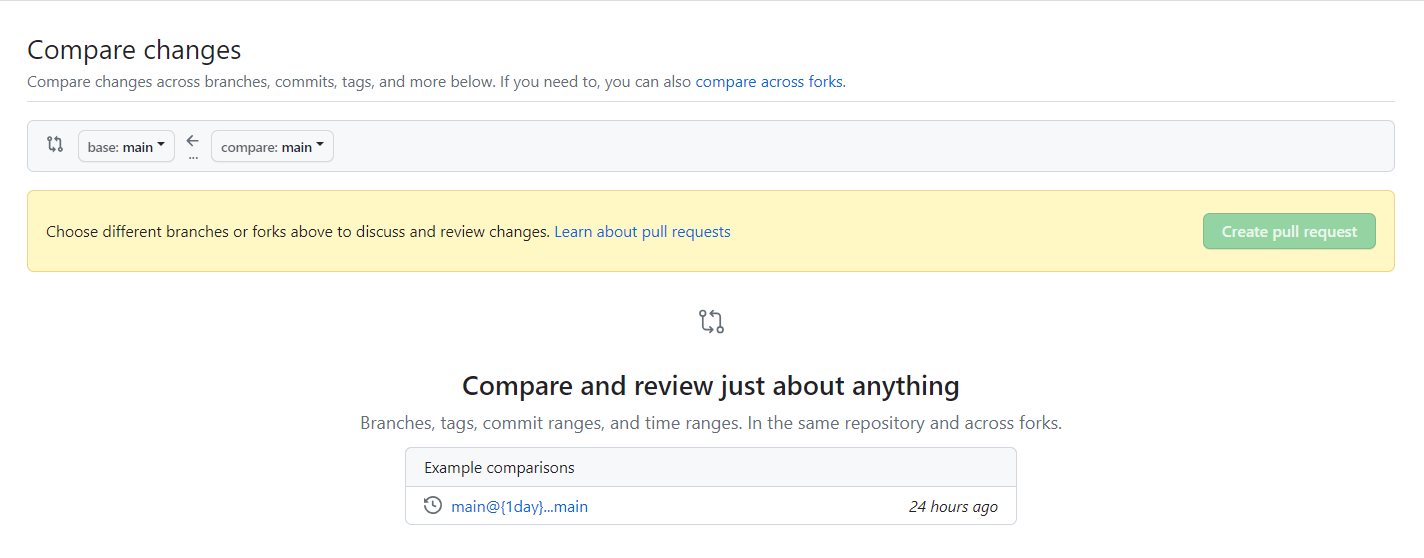 Compare changes
Compare changes across branches, commits, tags, and more below. If you need to, you can also compare across forks.
base: main ... compare: main
Choose different branches or forks above to discuss and review changes. Learn about pull requests Create pull request
Compare and review just about anything
Branches, tags, commit ranges, and time ranges. In the same repository and across forks.
Example comparisons
main@{1day}...main 24 hours ago